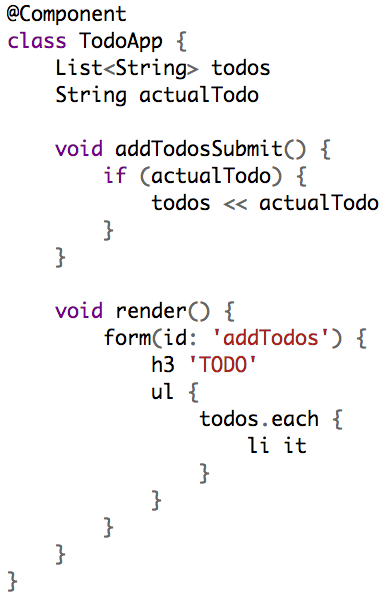 @Component
class TodoApp {
    List<String> todos
    String actualTodo

    void addTodosSubmit() {
        if (actualTodo) {
            todos << actualTodo
        }
    }

    void render() {
        form(id: 'addTodos') {
            h3 'TODO'
            ul {
                todos.each {
                    li it
                }
            }
        }
    }
}